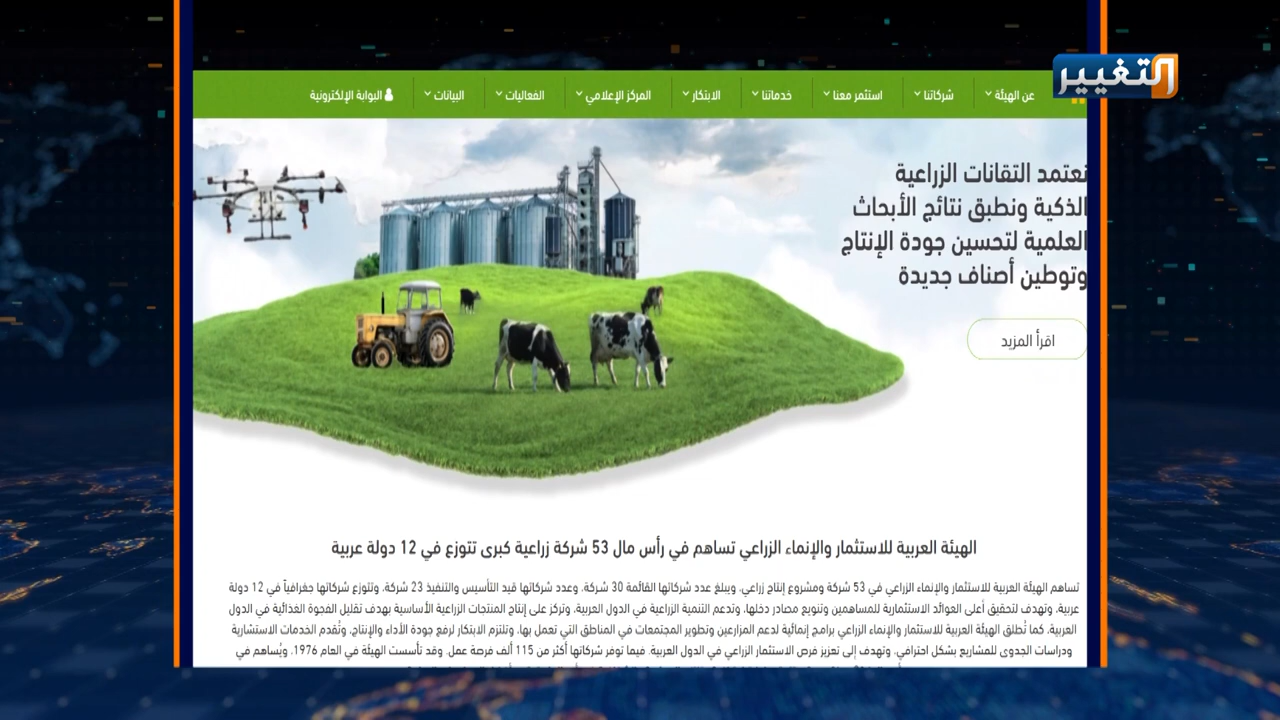 التغيير
عن الهيئة
شركاتنا
استثمر معنا
خدماتنا
الابتكار
المركز الإعلامي
الفعاليات
البيانات
البوابة الإلكترونية
نعتمد التقانات الزراعية
الذكية ونطبق نتائج الأبحاث
العلمية لتحسين جودة الإنتاج
وتوطين أصناف جديدة
اقرأ المزيد
الهيئة العربية للاستثمار والإنماء الزراعي تساهم في رأس مال 53 شركة زراعية كبرى تتوزع في 12 دولة عربية
تساهم الهيئة العربية للاستثمار والإنماء الزراعي في 53 شركة ومشروع إنتاج زراعي، ويبلغ عدد شركاتها القائمة 30 شركة، وعدد شركاتها قيد التأسيس والتنفيذ 23 شركة، وتتوزع شركاتها جغرافياً في 12 دولة
عربية، وتهدف لتحقيق أعلى العوائد الاستثمارية للمساهمين وتنويع مصادر دخلها، وتدعم التنمية الزراعية في الدول العربية، وتركز على إنتاج المنتجات الزراعية الأساسية بهدف تقليل الفجوة الغذائية في الدول
العربية، كما تُطلق الهيئة العربية للاستثمار والإنماء الزراعي برامج إنمائية لدعم المزارعين وتطوير المجتمعات في المناطق التي تعمل بها، وتلتزم الابتكار لرفع جودة الأداء والإنتاج، وتُقدم الخدمات الاستشارية
ودراسات الجدوى للمشاريع بشكل احترافي، وتهدف إلى تعزيز فرص الاستثمار الزراعي في الدول العربية، فيما توفر شركاتها أكثر من 115 ألف فرصة عمل، وقد تأسست الهيئة في العام 1976، ويُساهم في